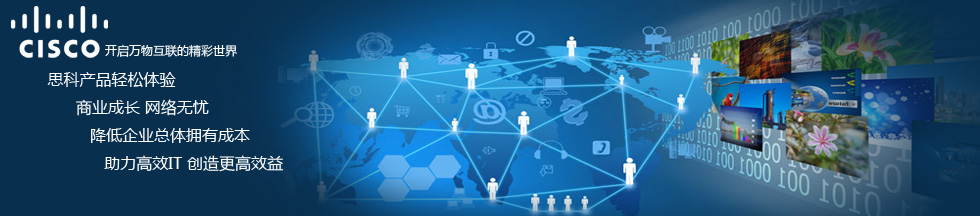 CISCO 开启万物互联的精彩世界
思科产品轻松体验
商业成长 网络无忧
降低企业总体拥有成本
助力高效IT 创造更高效益